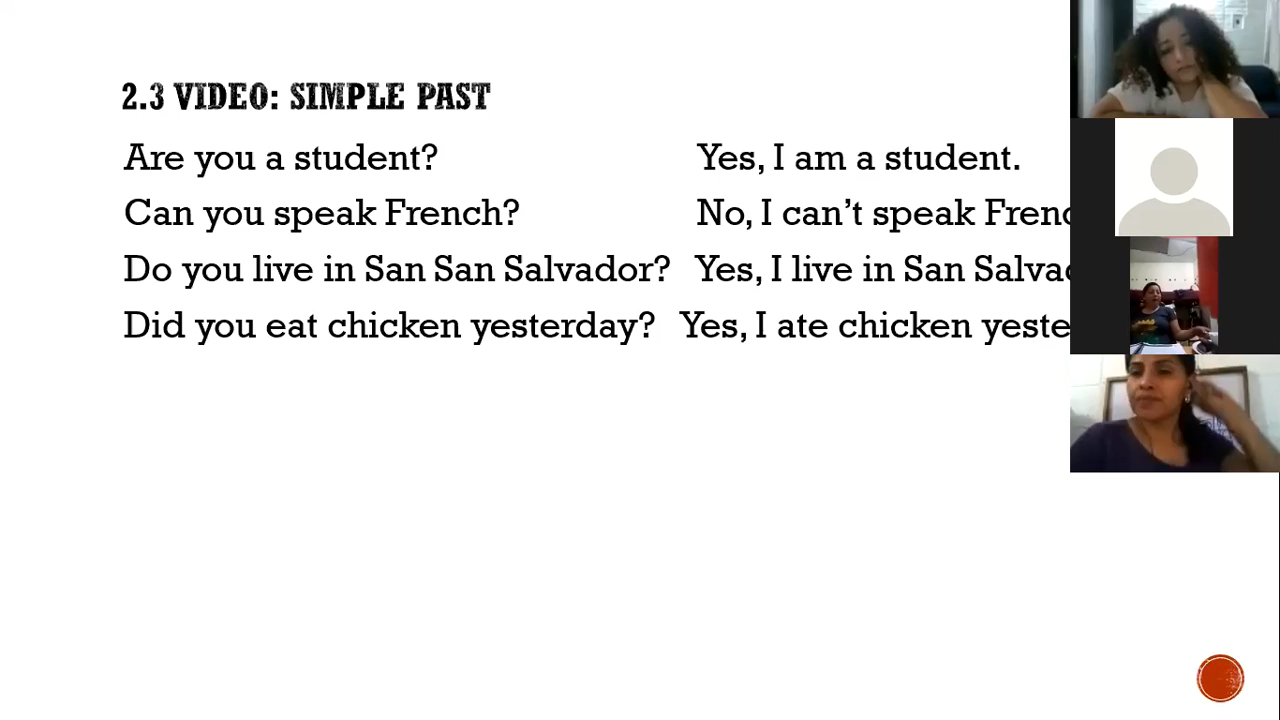 2.3 VIDEO: SIMPLE PAST
Are you a student? Yes, I am a student.
Can you speak French? No, I can't speak
Do you live in San San Salvador? Yes, I live in San
Did you eat chicken yesterday? Yes, I ate chicken